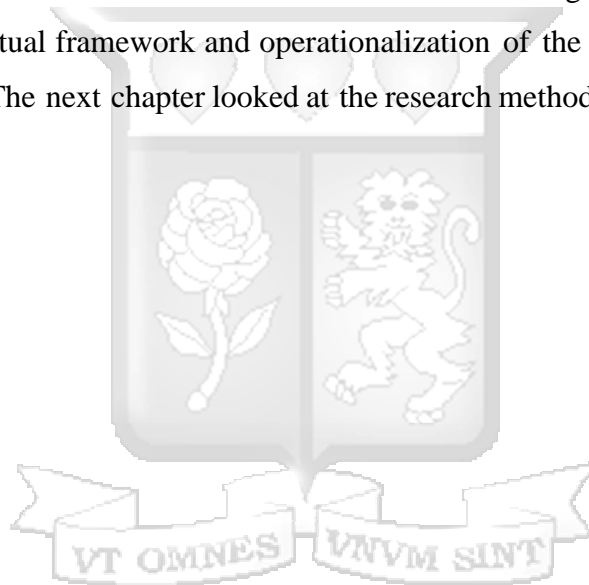 tual framework and operationalization of the
The next chapter looked at the research method
VT OMNES VNVM SINT